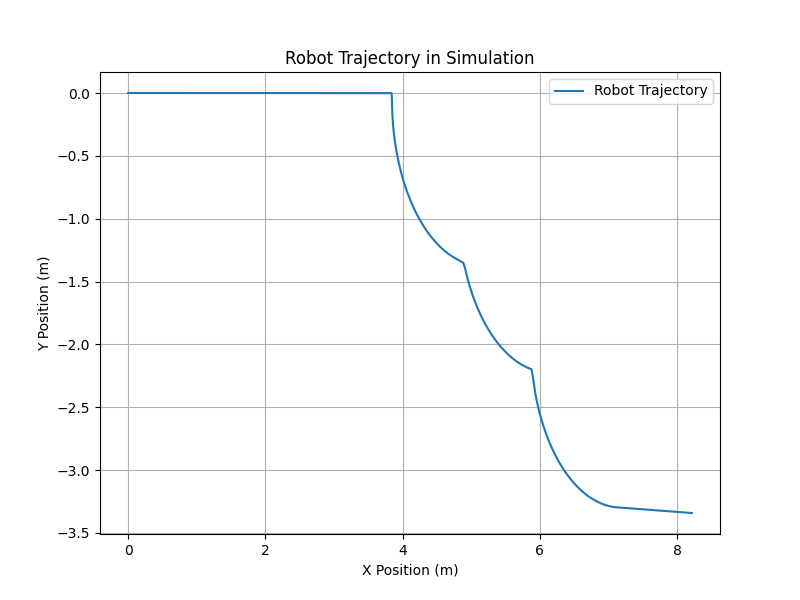 Robot Trajectory in Simulation
Robot Trajectory
0.0
−0.5
−1.0
−1.5
−2.0
−2.5
−3.0
−3.5
Y Position (m)
0 2 4 6 8
X Position (m)